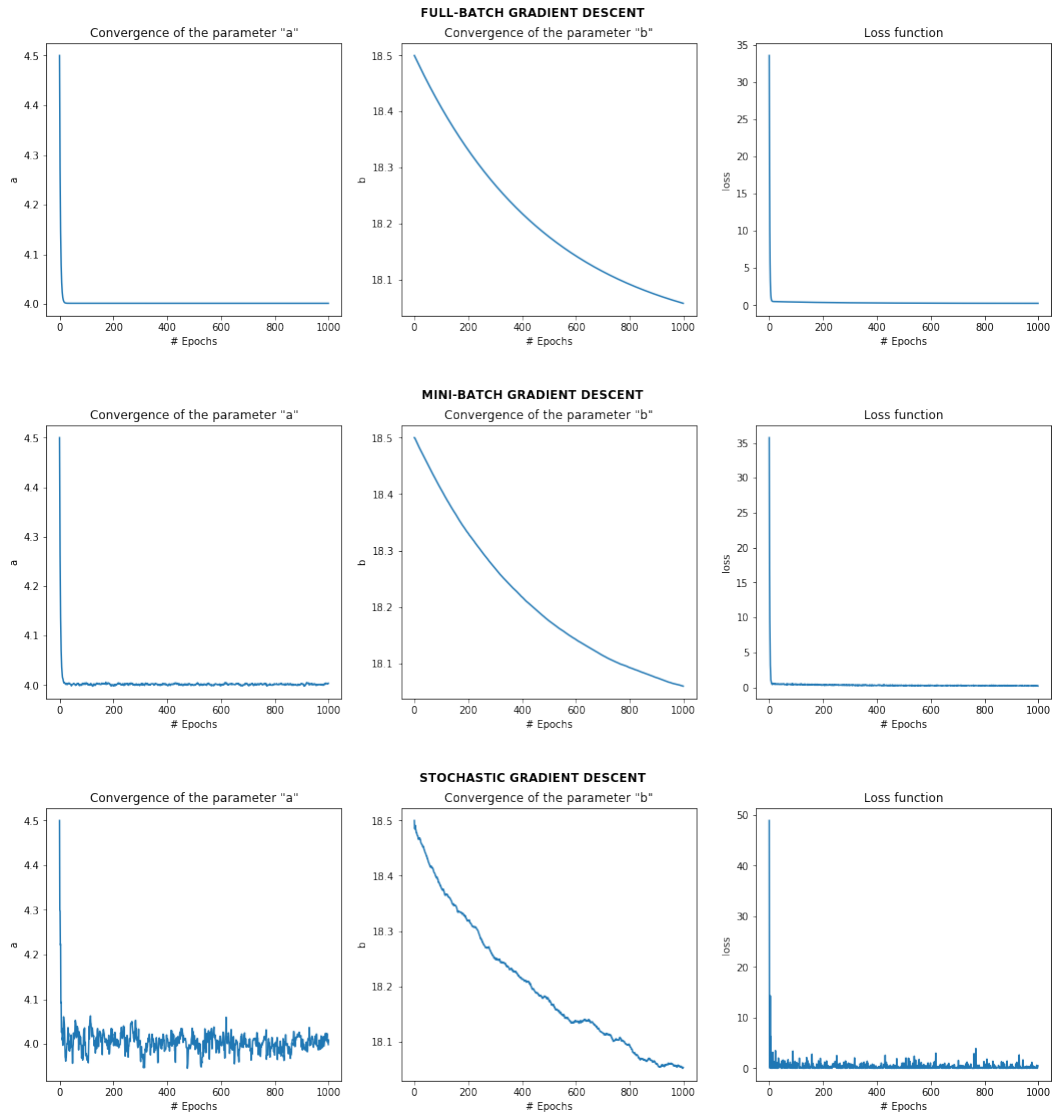 FULL-BATCH GRADIENT DESCENT
Convergence of the parameter "a"
4.5
4.4
4.3
4.2
4.1
4.0
a
0 200 400 600 800 1000
# Epochs
Convergence of the parameter "b"
18.5
18.4
18.3
18.2
18.1
b
0 200 400 600 800 1000
# Epochs
Loss function
35
30
25
20
15
10
5
0
loss
0 200 400 600 800 1000
# Epochs
MINI-BATCH GRADIENT DESCENT
Convergence of the parameter "a"
4.5
4.4
4.3
4.2
4.1
4.0
a
0 200 400 600 800 1000
# Epochs
Convergence of the parameter "b"
18.5
18.4
18.3
18.2
18.1
b
0 200 400 600 800 1000
# Epochs
Loss function
35
30
25
20
15
10
5
0
loss
0 200 400 600 800 1000
# Epochs
STOCHASTIC GRADIENT DESCENT
Convergence of the parameter "a"
4.5
4.4
4.3
4.2
4.1
4.0
a
0 200 400 600 800 1000
# Epochs
Convergence of the parameter "b"
18.5
18.4
18.3
18.2
18.1
b
0 200 400 600 800 1000
# Epochs
Loss function
50
40
30
20
10
0
loss
0 200 400 600 800 1000
# Epochs